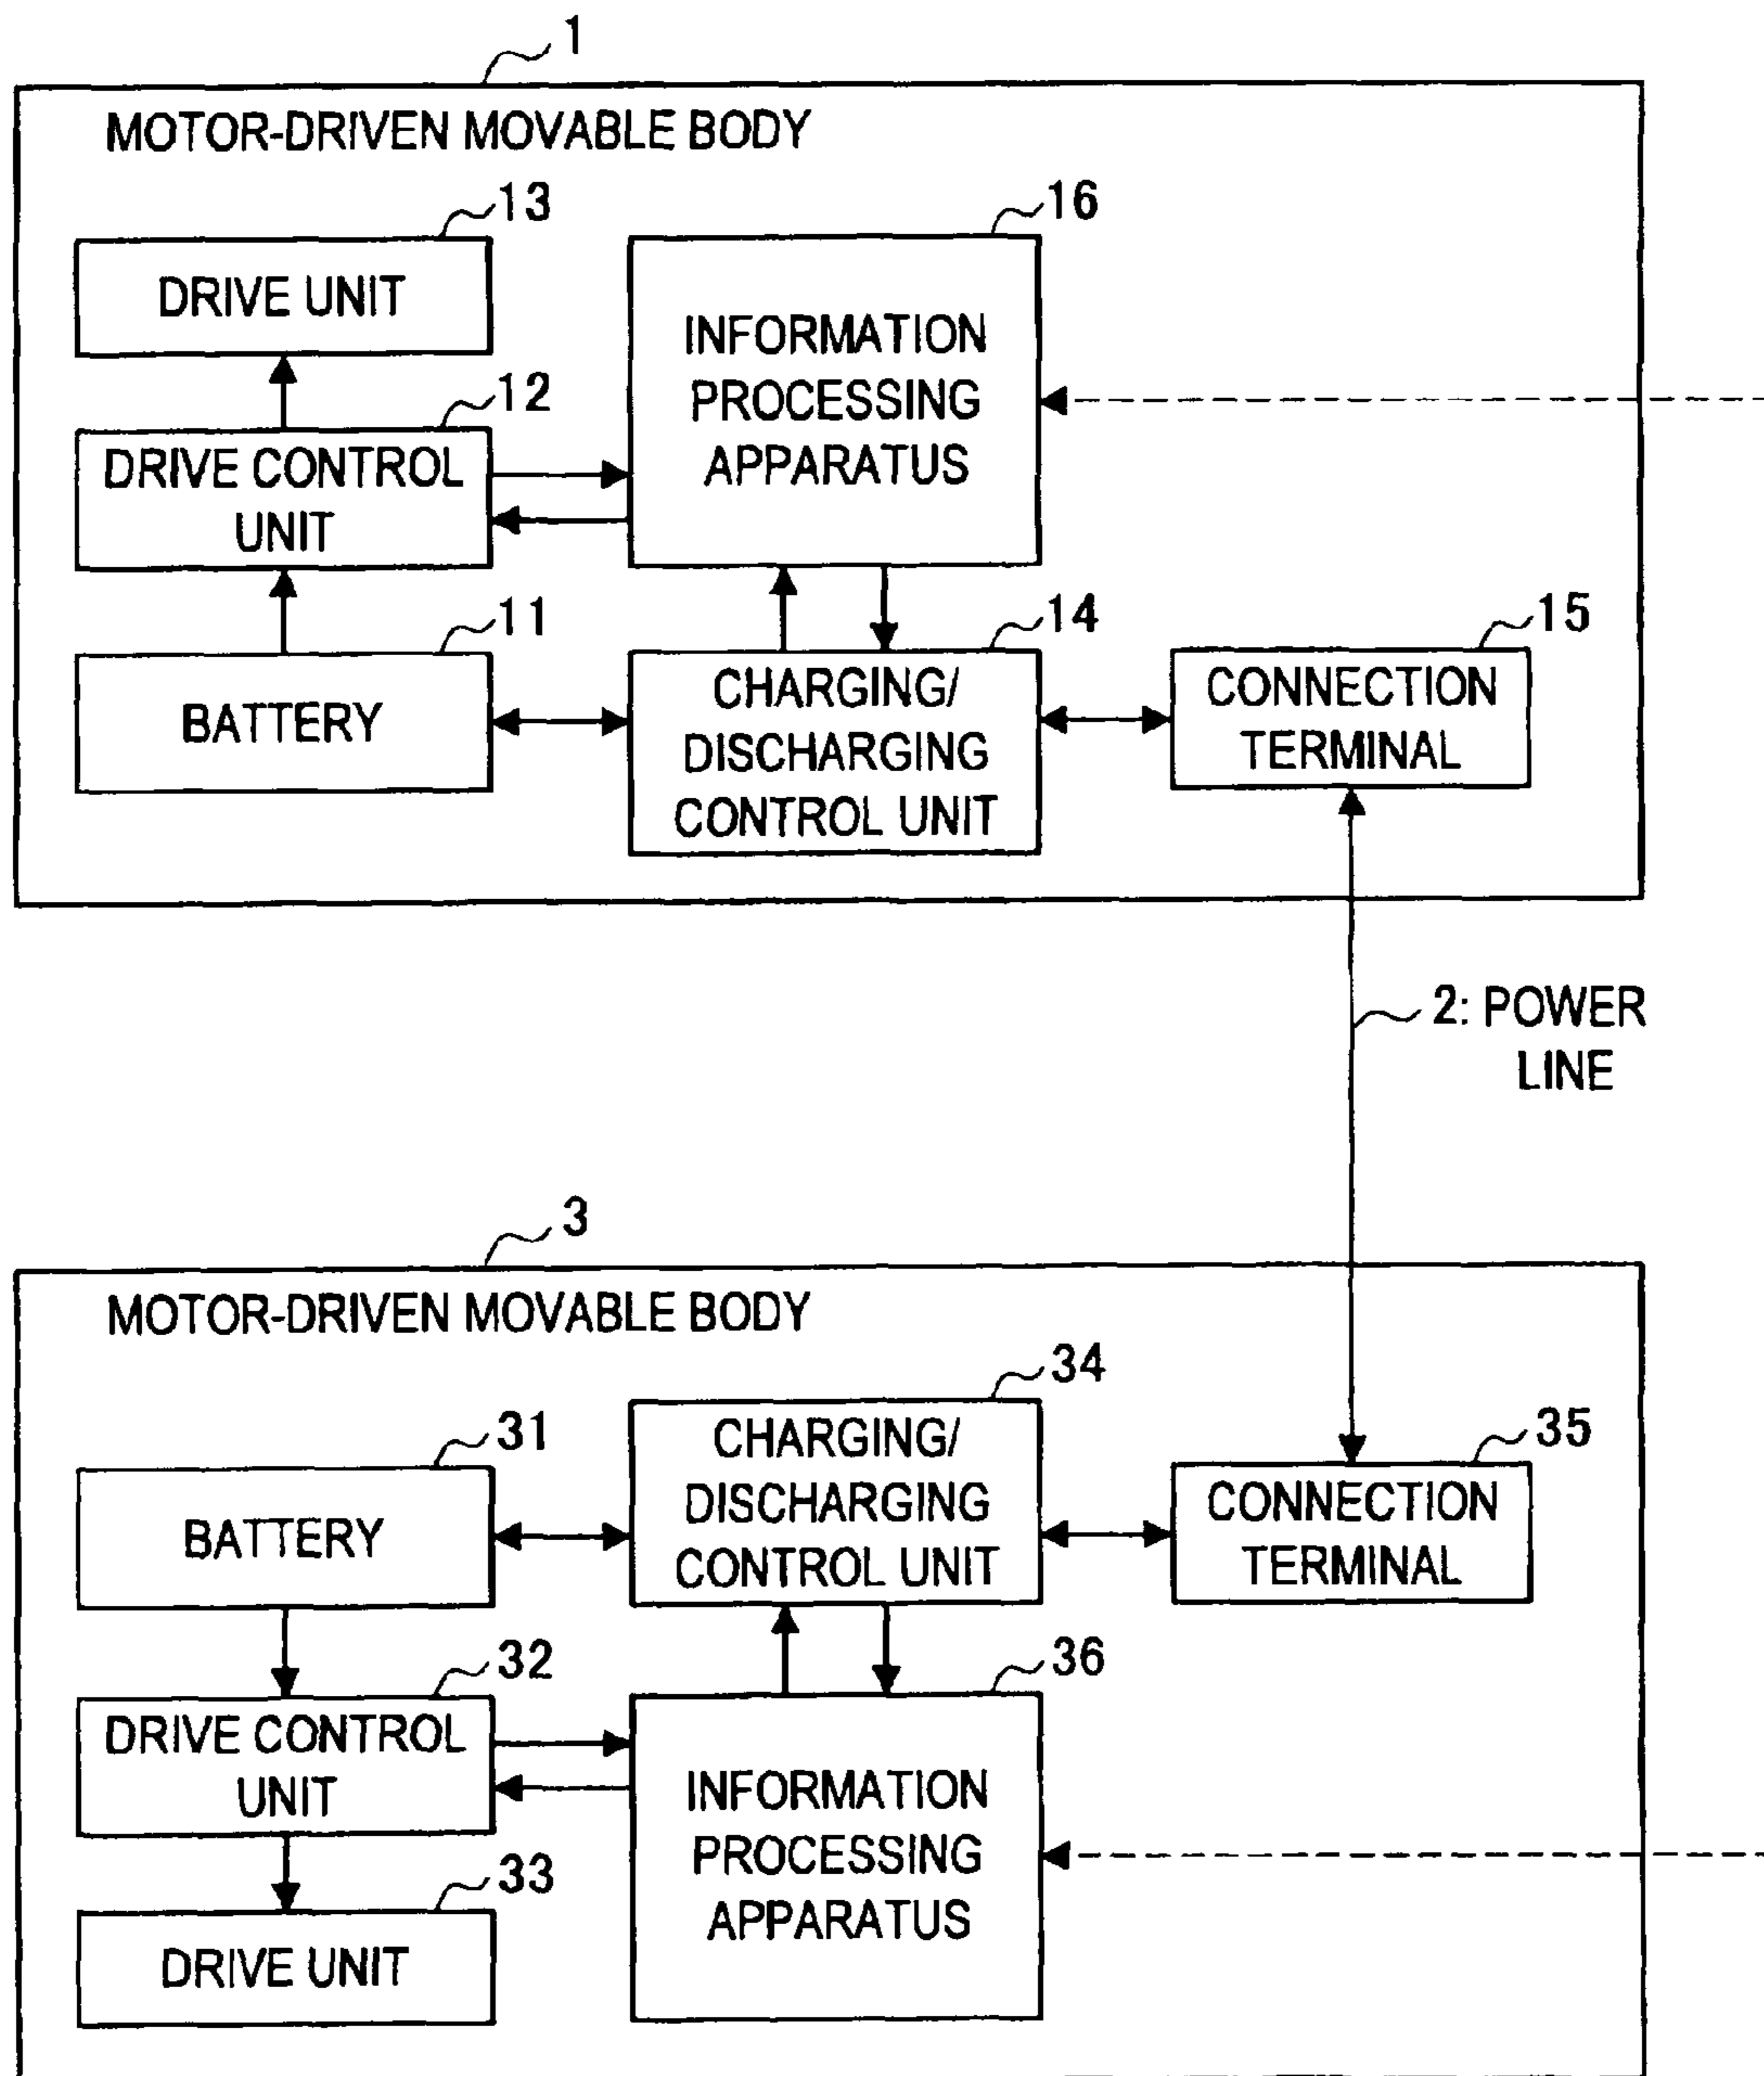 1
MOTOR-DRIVEN MOVABLE BODY
13
16
DRIVE UNIT
INFORMATION
PROCESSING
APPARATUS
12
DRIVE CONTROL
UNIT
11
14
15
BATTERY
CHARGING/
DISCHARGING
CONTROL UNIT
CONNECTION
TERMINAL
2: POWER
LINE
3
MOTOR-DRIVEN MOVABLE BODY
34
31
35
CHARGING/
DISCHARGING
CONTROL UNIT
BATTERY
CONNECTION
TERMINAL
32
36
DRIVE CONTROL
UNIT
INFORMATION
PROCESSING
APPARATUS
33
DRIVE UNIT